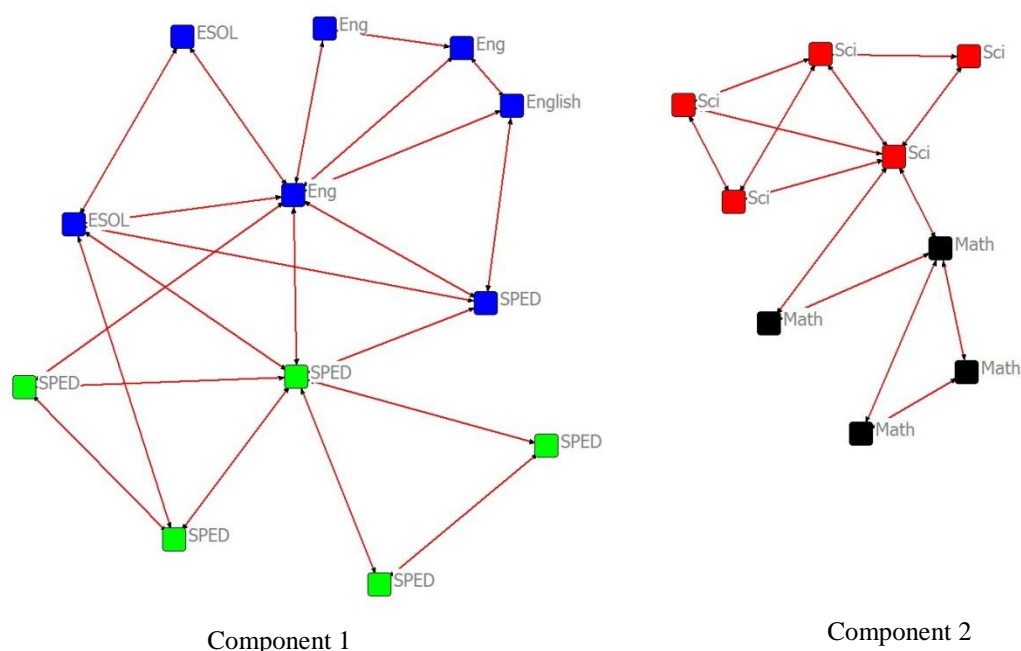 ESOL
Eng
Eng
English
Eng
ESOL
SPED
SPED
SPED
SPED
SPED
SPED
Component 1
Sci
Sci
Sci
Sci
Sci
Math
Math
Math
Math
Component 2